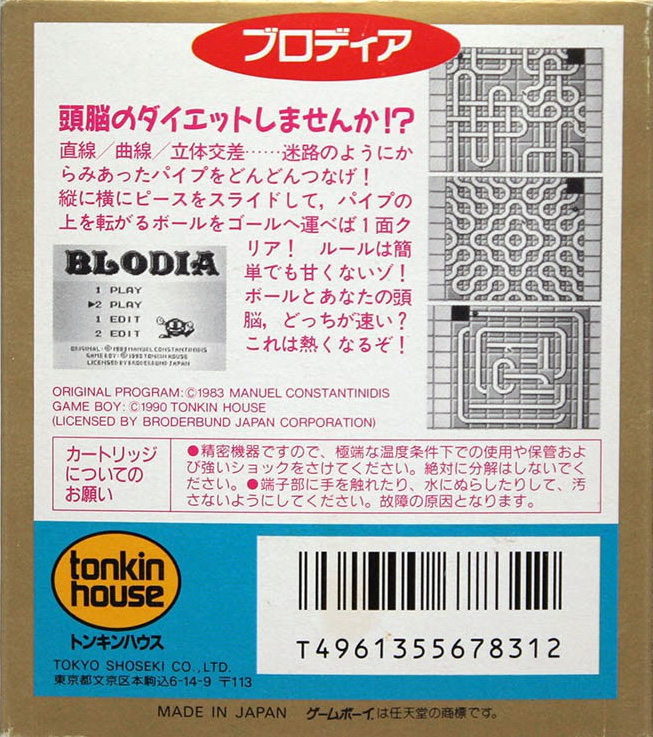 ブロディア
頭脳のダイエットしませんか!?
直線／曲線／立体交差……迷路のようにか
らみあったパイプをどんどんつなげ！
縦に横にピースをスライドして，パイプの
上を転がるボールをゴールへ運べば1面ク
リア！ ルールは簡
単でも甘くないゾ！
ボールとあなたの頭
脳，どっちが速い？
これは熱くなるぞ！
BLODIA
1 PLAY
▶2 PLAY
1 EDIT
2 EDIT
ORIGINAL:©1983 MANUEL CONSTANTINIDIS
GAME BOY:©1990 TONKIN HOUSE
LICENSED BY BRODERBUND JAPAN
ORIGINAL PROGRAM:©1983 MANUEL CONSTANTINIDIS
GAME BOY:©1990 TONKIN HOUSE
(LICENSED BY BRODERBUND JAPAN CORPORATION)
カートリッジ
についての
お願い
●精密機器ですので、極端な温度条件下での使用や保管およ
び強いショックをさけてください。絶対に分解はしないでく
ださい。●端子部に手を触れたり、水にぬらしたりして、汚
さないようにしてください。故障の原因となります。
tonkin
house
トンキンハウス
TOKYO SHOSEKI CO.,LTD.
東京都文京区本駒込6-14-9 〒113
T4961355678312
MADE IN JAPAN ゲームボーイは任天堂の商標です。